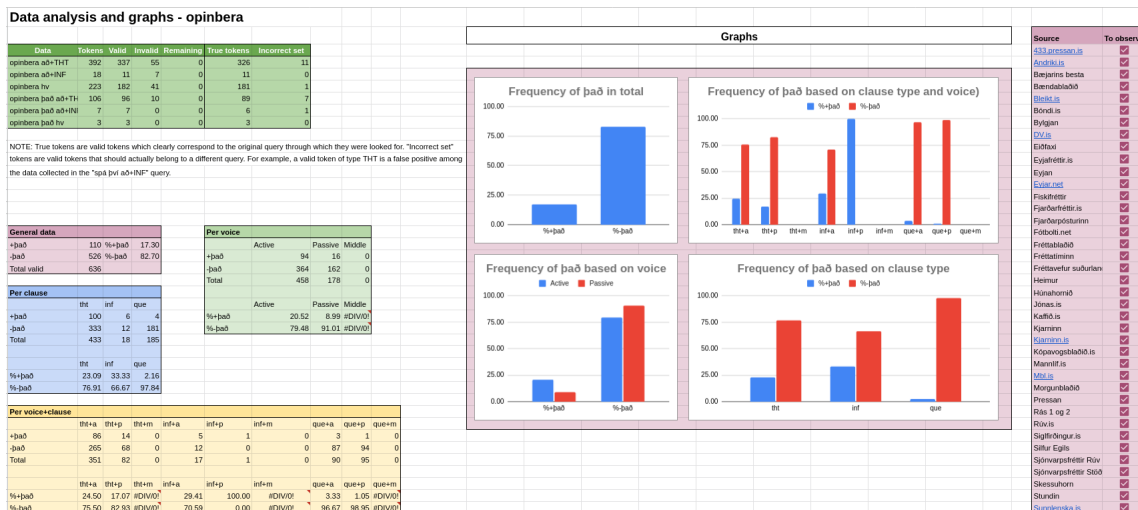 Data analysis and graphs - opinbera
Data Tokens Valid Invalid Remaining True tokens Incorrect set
opinbera að+THT 392 337 55 0 326 11
opinbera að+INF 18 11 7 0 11 0
opinbera hv 223 182 41 0 181 1
opinbera það að+TH 106 96 10 0 89 7
opinbera það að+INI 7 7 0 0 6 1
opinbera það hv 3 3 0 0 3 0
NOTE: True tokens are valid tokens which clearly correspond to the original query through which they were looked for. "Incorrect set"
tokens are valid tokens that should actually belong to a different query. For example, a valid token of type THT is a false positive among
the data collected in the "spá því að+INF" query.
General data
+það 110 %+það 17.30
-það 526 %-það 82.70
Total valid 636
Per clause
tht inf que
+það 100 6 4
-það 333 12 181
Total 433 18 185
tht inf que
%+það 23.09 33.33 2.16
%-það 76.91 66.67 97.84
Per voice
Active Passive Middle
+það 94 16 0
-það 364 162 0
Total 458 178 0
Active Passive Middle
%+það 20.52 8.99 #DIV/0!
%-það 79.48 91.01 #DIV/0!
Per voice+clause
tht+a tht+p tht+m inf+a inf+p inf+m que+a que+p que+m
+það 86 14 0 5 1 0 3 1 0
-það 265 68 0 12 0 0 87 94 0
Total 351 82 0 17 1 0 90 95 0
tht+a tht+p tht+m inf+a inf+p inf+m que+a que+p que+m
%+það 24.50 17.07 #DIV/0! 29.41 100.00 #DIV/0! 3.33 1.05 #DIV/0!
%-það 75.50 82.93 #DIV/0! 70.59 0.00 #DIV/0! 96.67 98.95 #DIV/0!
Graphs
Frequency of það in total
100.00
75.00
50.00
25.00
0.00
%+það %-það
Frequency of það based on clause type and voice)
%+það %-það
100.00
75.00
50.00
25.00
0.00
tht+a tht+p tht+m inf+a inf+p inf+m que+a que+p que+m
Frequency of það based on voice
Active Passive
100.00
75.00
50.00
25.00
0.00
%+það %-það
Frequency of það based on clause type
%+það %-það
100.00
75.00
50.00
25.00
0.00
tht inf que
Source To observ
433.pressan.is
Andriki.is
Bæjarins besta
Bændablaðið
Bleikt.is
Bóndi.is
Bylgjan
DV.is
Eiðfaxi
Eyjafréttir.is
Eyjan
Eyjar.net
Fiskifréttir
Fjarðarfréttir.is
Fjarðarpósturinn
Fótbolti.net
Fréttablaðið
Fréttatíminn
Fréttavefur suðurlan
Heimur
Húnahornið
Jónas.is
Kaffið.is
Kjarninn
Kjarninn.is
Kópavogsblaðið.is
Mannlíf.is
Mbl.is
Morgunblaðið
Pressan
Rás 1 og 2
Rúv.is
Siglfirðingur.is
Silfur Egils
Sjónvarpsfréttir Rúv
Sjónvarpsfréttir Stöð
Skessuhorn
Stundin
Sunnlenska.is